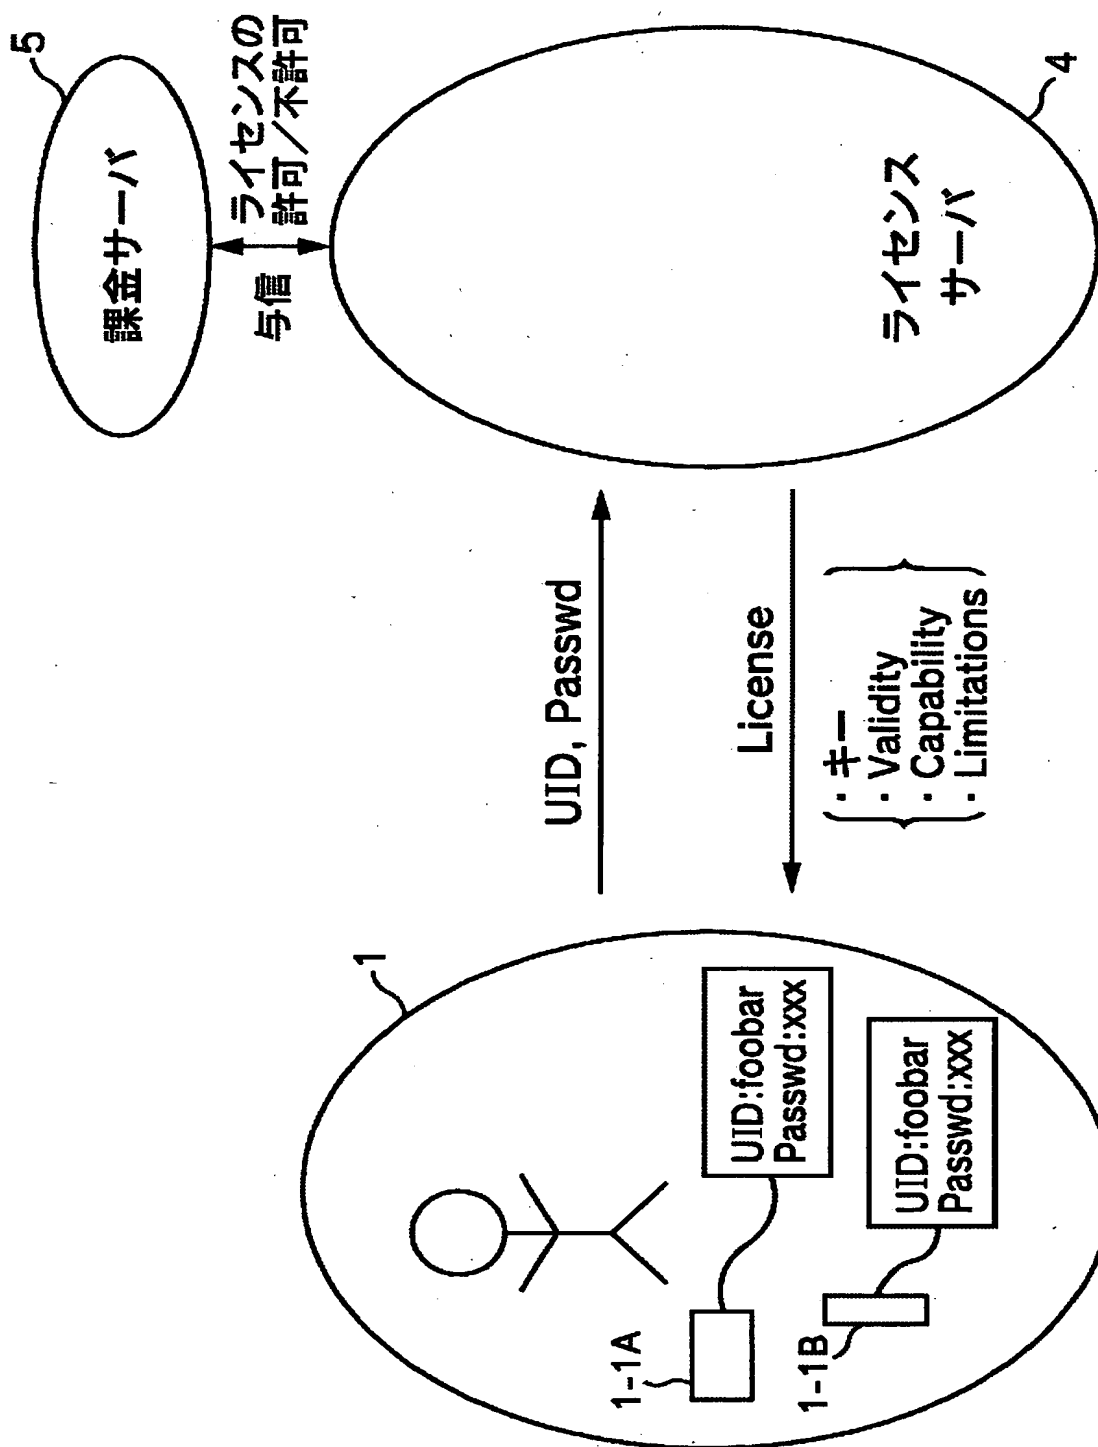 5
課金サーバ
与信
ライセンスの
許可/不許可
4
ライセンス
サーバ
UID, Passwd
License
・キー
・Validity
・Capability
・Limitations
1
1-1A
UID:foobar
Passwd:xxx
1-1B
UID:foobar
Passwd:xxx